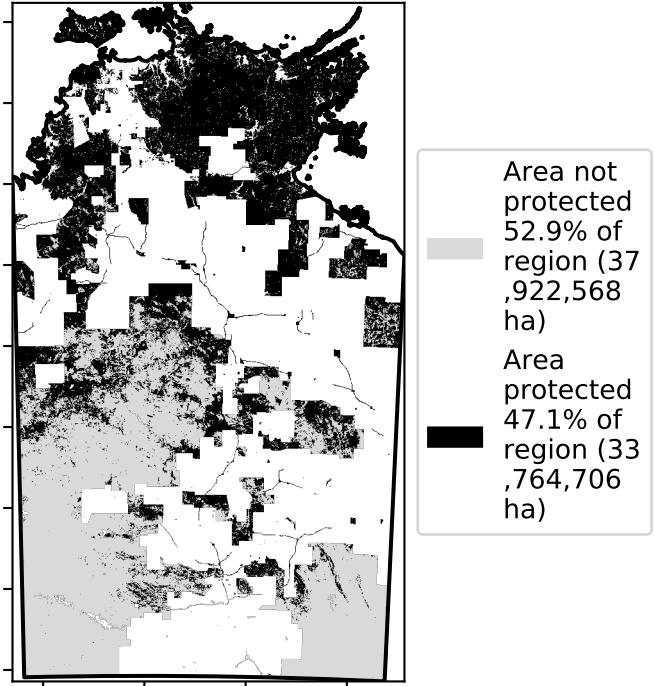 Area not
protected
52.9% of
region (37
,922,568
ha)
Area
protected
47.1% of
region (33
,764,706
ha)